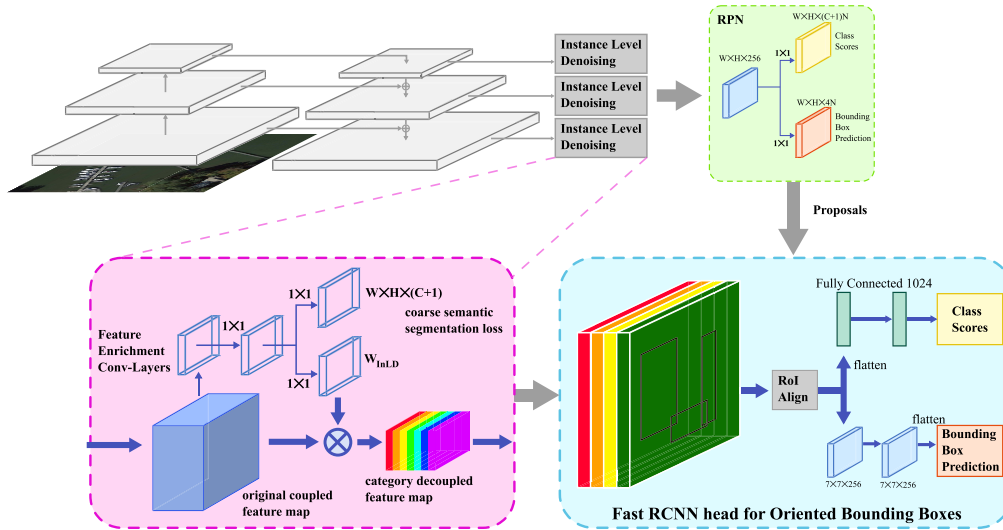 Instance Level
Denoising
Instance Level
Denoising
Instance Level
Denoising
RPN
W×H×(C+1)N
Class
Scores
1×1
W×H×256
W×H×4N
Bounding
Box
Prediction
1×1
Proposals
Feature
Enrichment
Conv-Layers
1×1
1×1
W×H×(C+1)
coarse semantic
segmentation loss
1×1
W_InLD
original coupled
feature map
category decoupled
feature map
RoI
Align
Fully Connected 1024
Class
Scores
flatten
flatten
7×7×256
7×7×256
Bounding
Box
Prediction
Fast RCNN head for Oriented Bounding Boxes